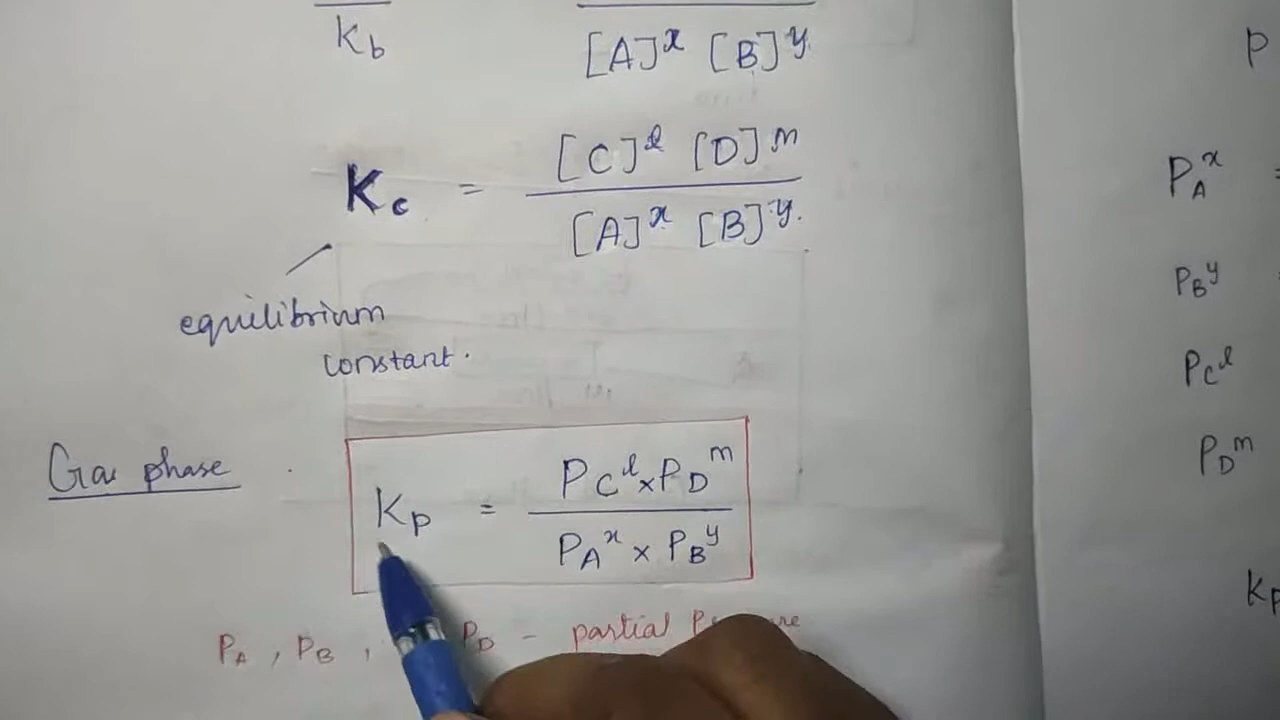 K_b
[A]^x [B]^y
K_c = [C]^l [D]^m / [A]^x [B]^y.
equilibrium
constant.
Gas phase
K_p = P_C^l x P_D^m / P_A^x x P_B^y
P_A , P_B , P_D - partial
P
P_A^x =
P_B^y
P_C^l
P_D^m
K_p